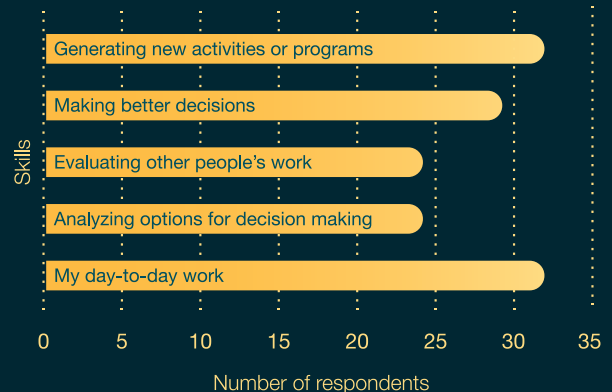 Generating new activities or programs
Making better decisions
Evaluating other people's work
Analyzing options for decision making
My day-to-day work
Skills
0 5 10 15 20 25 30 35
Number of respondents